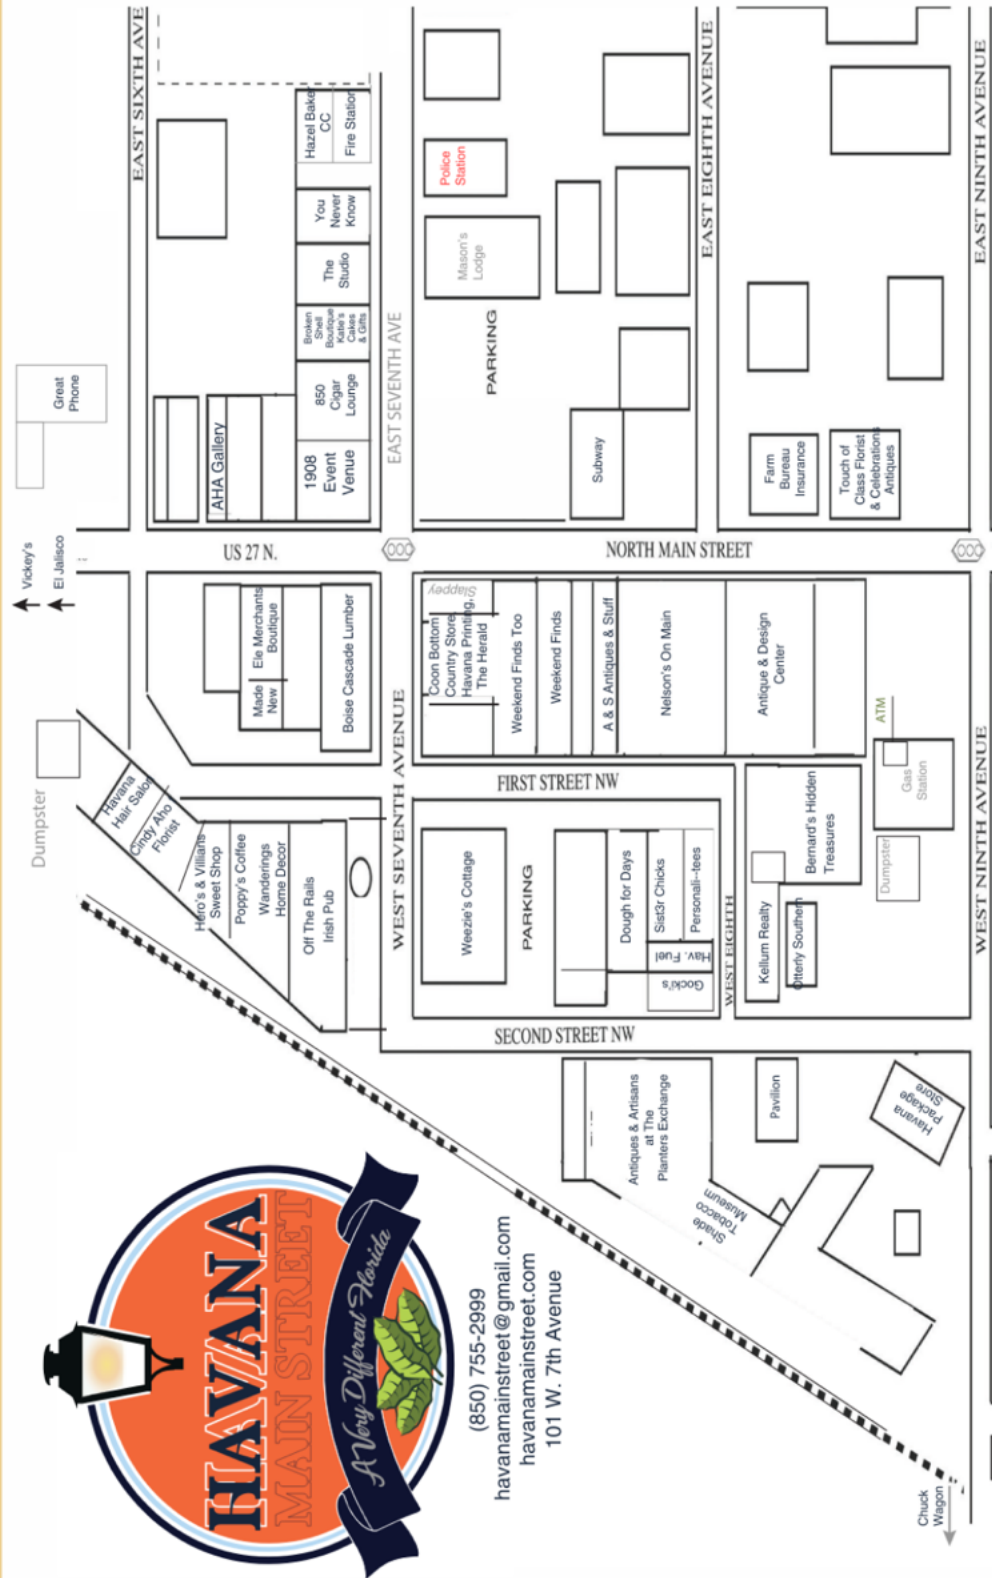 HAVANA
MAIN STREET
A Very Different Florida
(850) 755-2999
havanamainstreet@gmail.com
havanamainstreet.com
101 W. 7th Avenue
Dumpster
Vickey's
El Jalisco
Great
Phone
EAST SIXTH AVE
Havana
Hair Salon
Cindy Aho
Florist
Hero's & Villians
Sweet Shop
Poppy's Coffee
Wanderings
Home Decor
Off The Rails
Irish Pub
Made
New
Ele Merchants
Boutique
Boise Cascade Lumber
US 27 N.
AHA Gallery
1908
Event
Venue
850
Cigar
Lounge
Broken
Shell
Boutique
Katie's
Cakes
& Gifts
The
Studio
You
Never
Know
Hazel Baker
CC
Fire Station
WEST SEVENTH AVENUE
EAST SEVENTH AVE
Weezie's Cottage
PARKING
Dough for Days
Sist3r Chicks
Personali--tees
Hav. Fuel
Gocki's
FIRST STREET NW
SECOND STREET NW
Slappey
Coon Bottom
Country Store,
Havana Printing,
The Herald
Weekend Finds Too
Weekend Finds
A & S Antiques & Stuff
Nelson's On Main
Antique & Design
Center
NORTH MAIN STREET
Subway
PARKING
Mason's
Lodge
Police
Station
WEST EIGHTH
EAST EIGHTH AVENUE
Antiques & Artisans
at The
Planters Exchange
Shade
Tobacco
Museum
Pavilion
Havana
Package
Store
Kellum Realty
Otterly Southern
Bernard's Hidden
Treasures
Dumpster
Gas
Station
ATM
Farm
Bureau
Insurance
Touch of
Class Florist
& Celebrations
Antiques
WEST NINTH AVENUE
EAST NINTH AVENUE
Chuck
Wagon